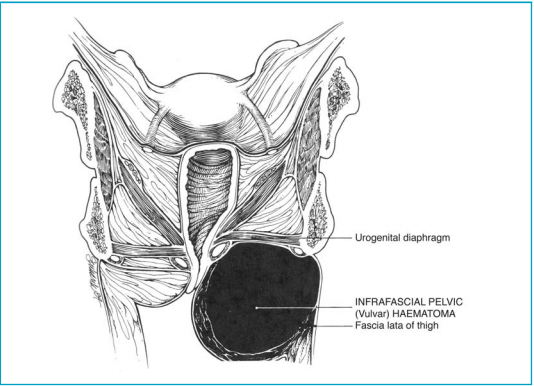 Urogenital diaphragm
INFRAFASCIAL PELVIC
(Vulvar) HAEMATOMA
Fascia lata of thigh